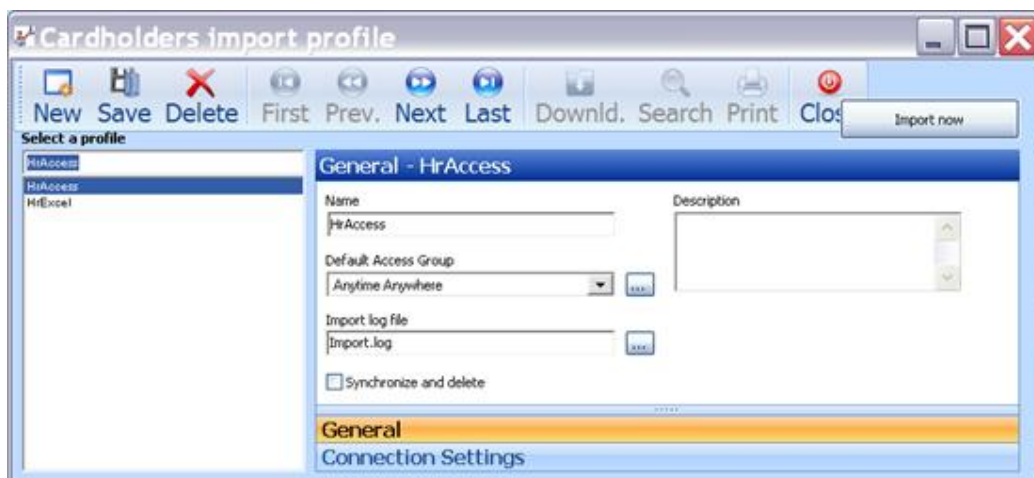 Cardholders import profile
New Save Delete First Prev. Next Last Downld. Search Print Clos
Import now
Select a profile
HrAccess
HrAccess
HrExcel
General - HrAccess
Name
HrAccess
Description
Default Access Group
Anytime Anywhere
...
Import log file
Import.log
...
Synchronize and delete
General
Connection Settings